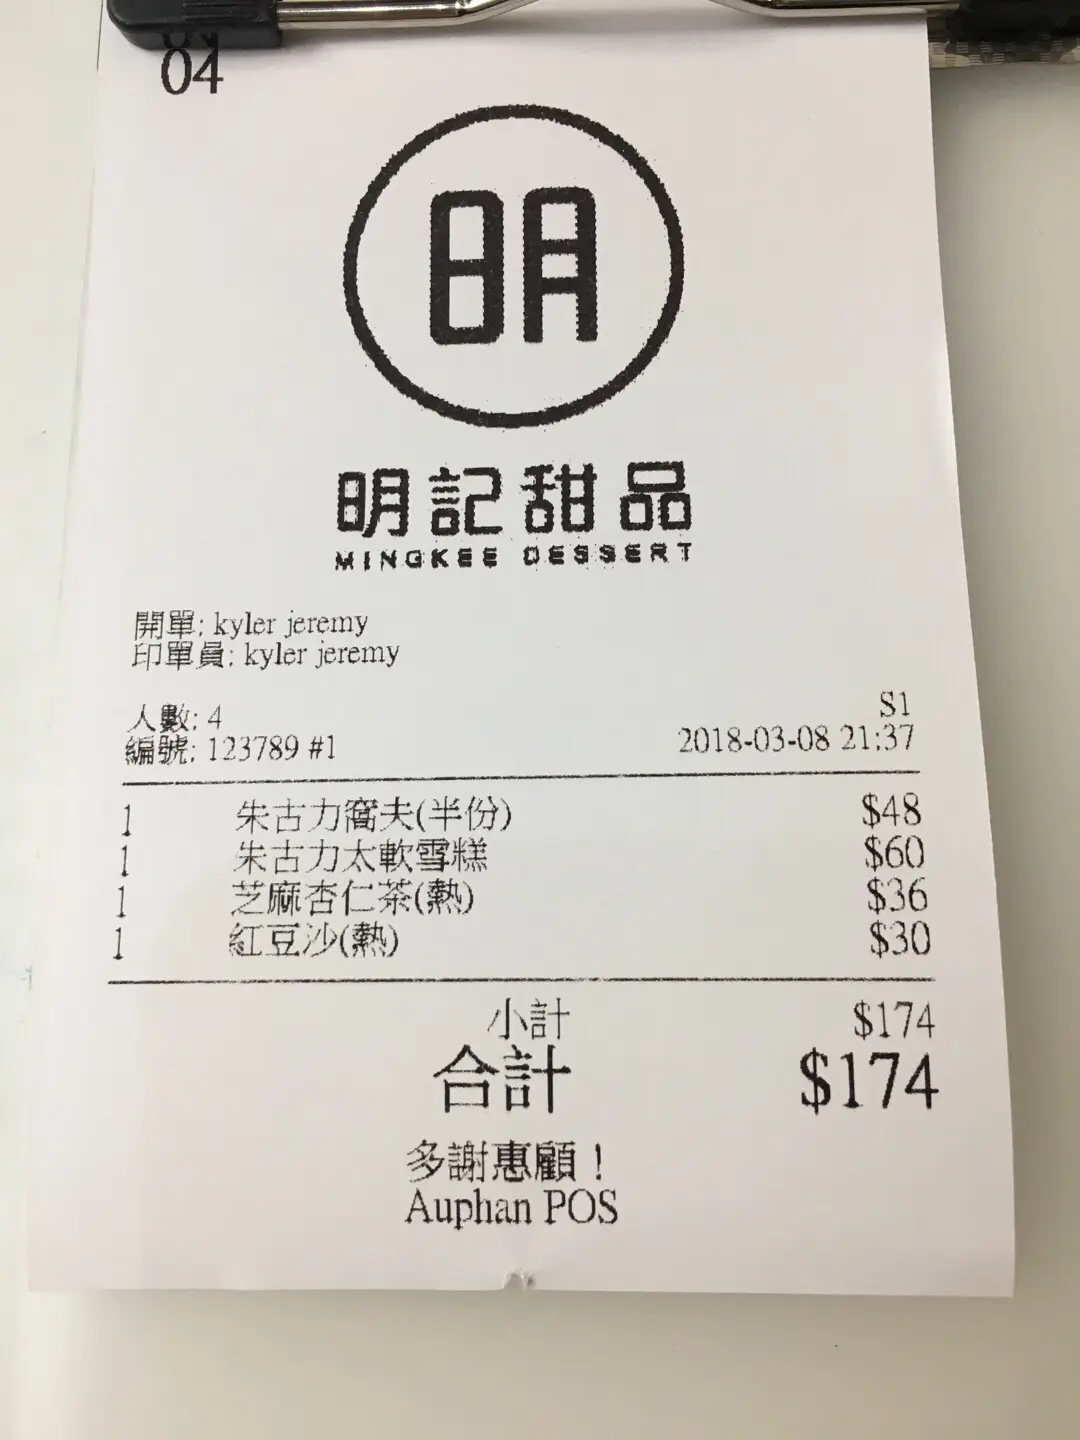 04
明
明記甜品
MINGKEE DESSERT
開單: kyler jeremy
印單員: kyler jeremy
S1
人數: 4
編號: 123789 #1 2018-03-08 21:37
1 朱古力窩夫(半份) $48
1 朱古力太軟雪糕 $60
1 芝麻杏仁茶(熱) $36
1 紅豆沙(熱) $30
小計 $174
合計 $174
多謝惠顧！
Auphan POS